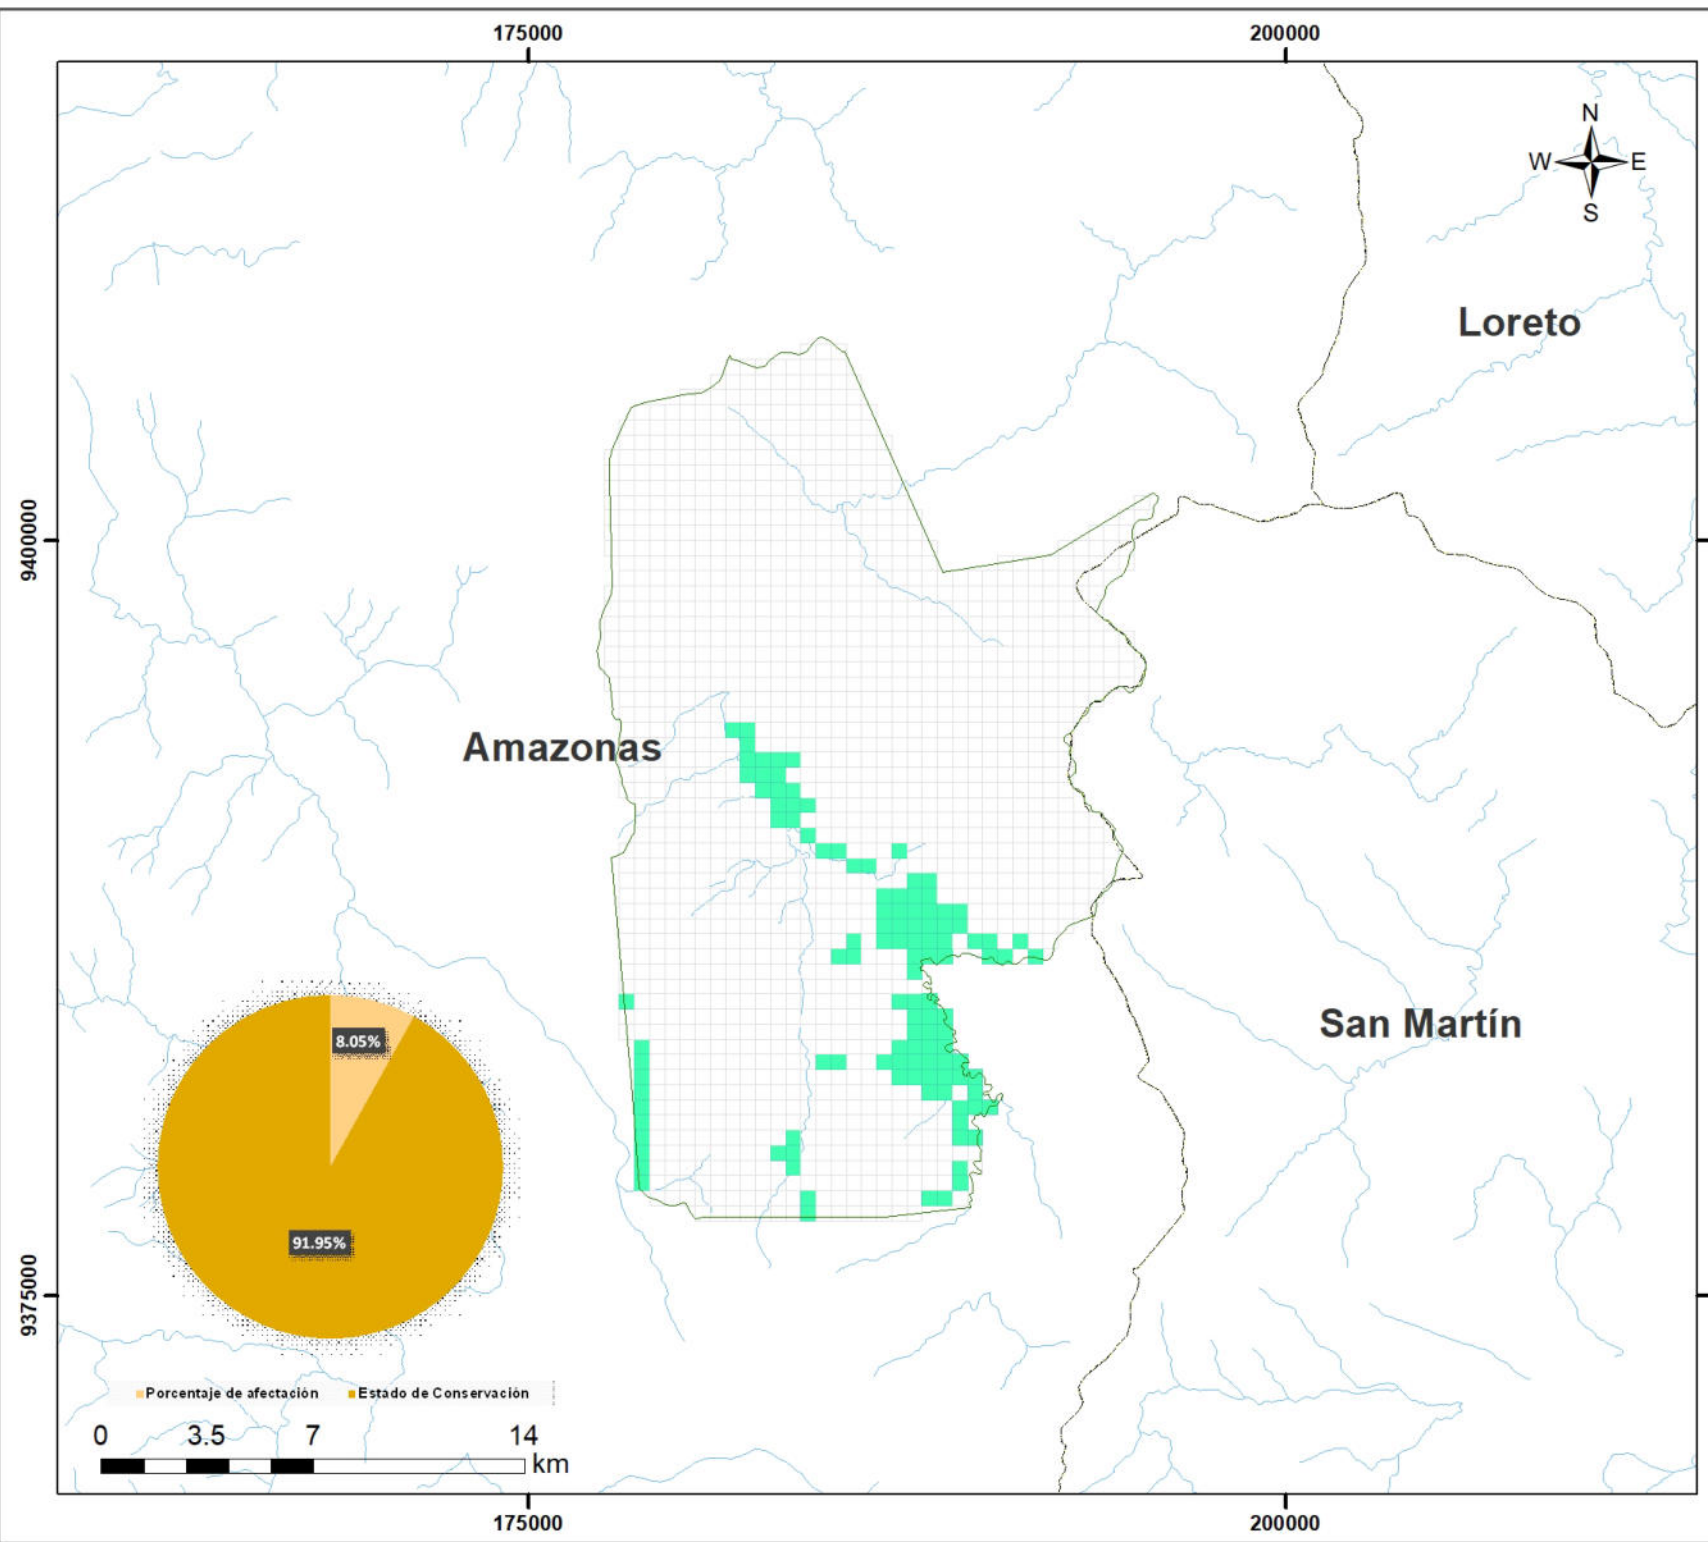 175000 200000
N
W E
S
Loreto
9400000
Amazonas
San Martín
8.05%
91.95%
9375000
Porcentaje de afectación Estado de Conservación
0 3.5 7 14
km
175000 200000